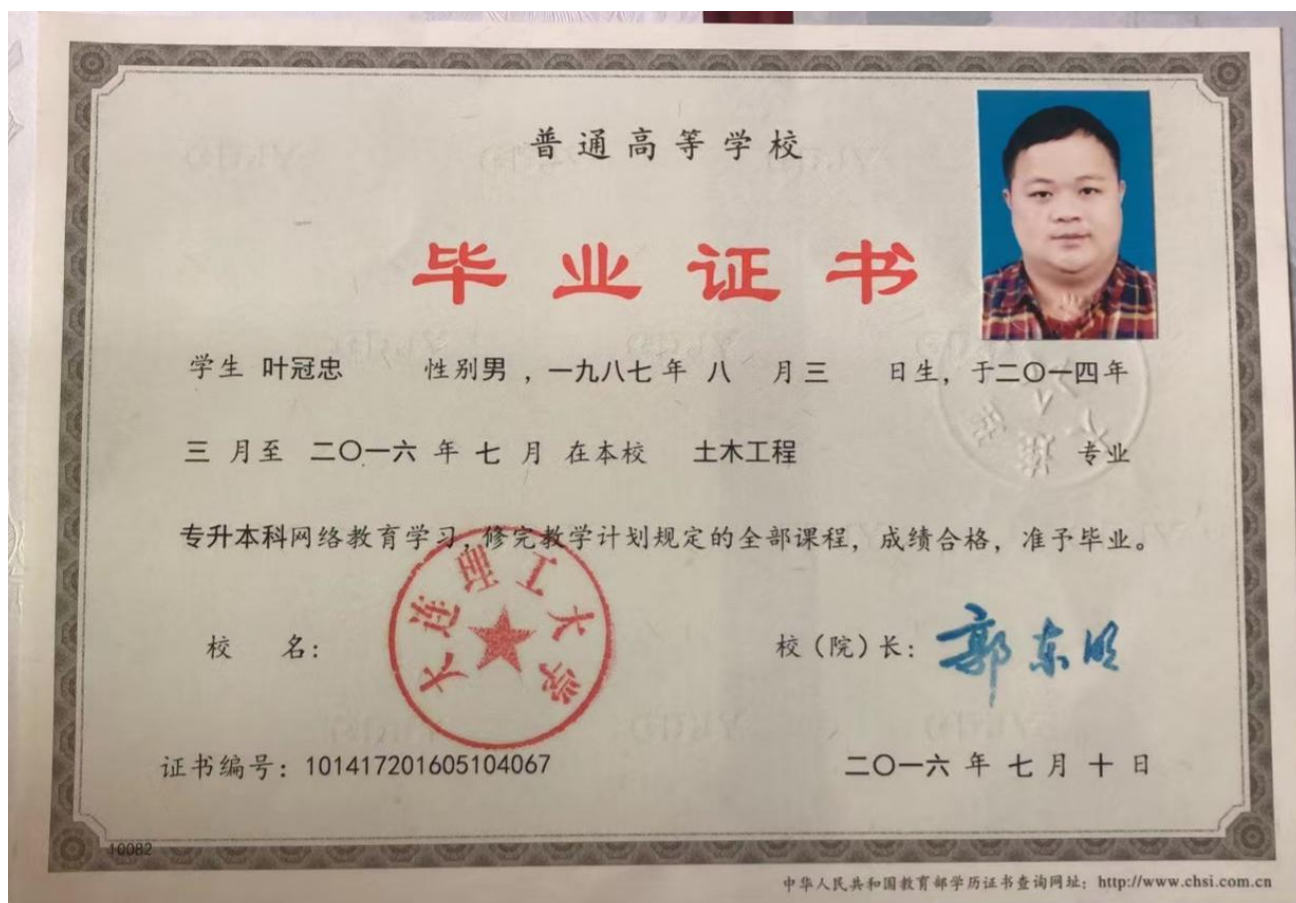 普通高等学校
毕业证书
学生 叶冠忠 性别男 ，一九八七 年 八 月 三 日生，于二〇一四年
三 月至 二〇一六 年 七 月 在本校 土木工程 专业
专升本科网络教育学习，修完教学计划规定的全部课程，成绩合格，准予毕业。
校 名： 大连理工大学 校（院）长：郭东明
证书编号：101417201605104067 二〇一六 年 七 月 十 日
10082
中华人民共和国教育部学历证书查询网址：http://www.chsi.com.cn